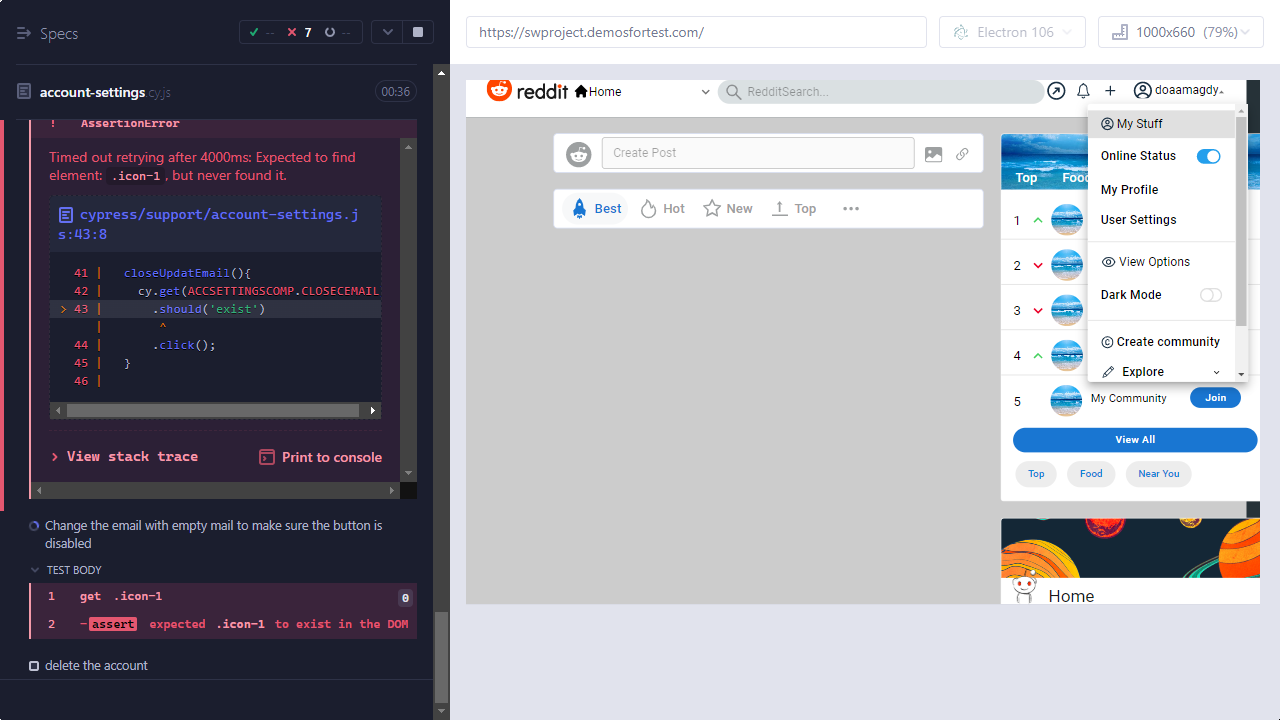 Specs
--
7
--
account-settings.cy.js
00:36
! AssertionError
Timed out retrying after 4000ms: Expected to find
element: .icon-1, but never found it.
cypress/support/account-settings.j
s:43:8
41 | closeUpdatEmail(){
42 | cy.get(ACCSETTINGSCOMP.CLOSECEMAIL
> 43 | .should('exist')
| ^
44 | .click();
45 | }
46 |
> View stack trace
Print to console
Change the email with empty mail to make sure the button is
disabled
TEST BODY
1 get .icon-1 0
2 -assert expected .icon-1 to exist in the DOM
delete the account
https://swproject.demosfortest.com/
Electron 106
1000x660 (79%)
reddit
Home
RedditSearch...
doaamagdy
Create Post
Best
Hot
New
Top
My Stuff
Online Status
My Profile
User Settings
View Options
Dark Mode
Create community
Explore
Top
Food
1
2
3
4
5
My Community
Join
View All
Top
Food
Near You
Home